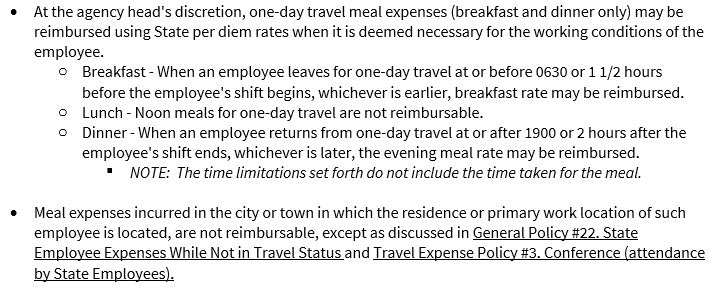 • At the agency head's discretion, one-day travel meal expenses (breakfast and dinner only) may be
reimbursed using State per diem rates when it is deemed necessary for the working conditions of the
employee.
o Breakfast - When an employee leaves for one-day travel at or before 0630 or 1 1/2 hours
before the employee's shift begins, whichever is earlier, breakfast rate may be reimbursed.
o Lunch - Noon meals for one-day travel are not reimbursable.
o Dinner - When an employee returns from one-day travel at or after 1900 or 2 hours after the
employee's shift ends, whichever is later, the evening meal rate may be reimbursed.
▪ NOTE: The time limitations set forth do not include the time taken for the meal.
• Meal expenses incurred in the city or town in which the residence or primary work location of such
employee is located, are not reimbursable, except as discussed in General Policy #22. State
Employee Expenses While Not in Travel Status and Travel Expense Policy #3. Conference (attendance
by State Employees).